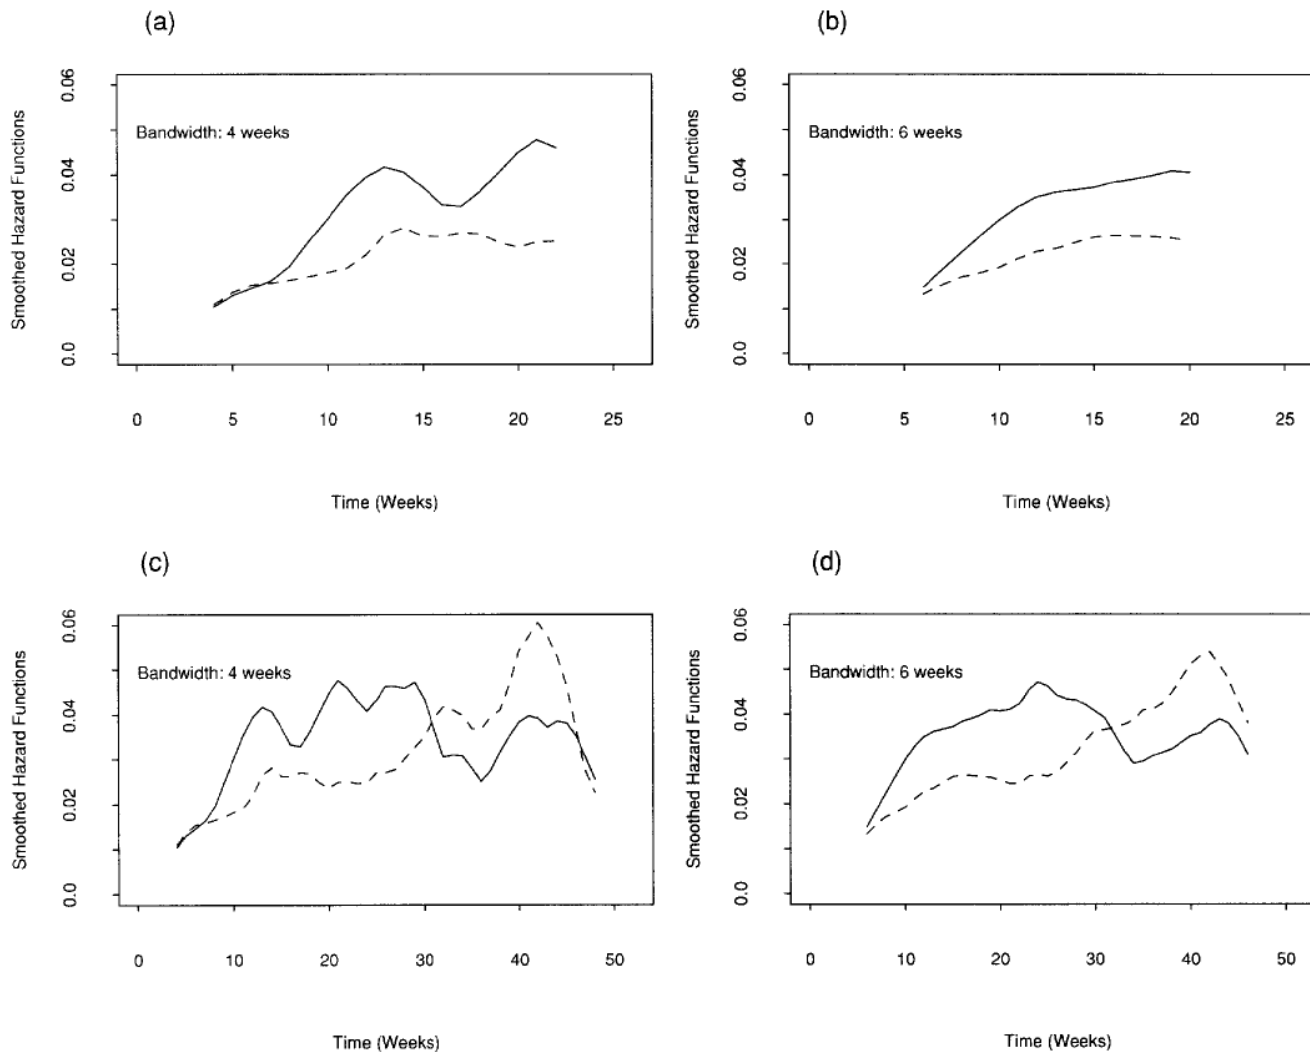 (a)
Smoothed Hazard Functions
0.06
0.04
0.02
0.0
Bandwidth: 4 weeks
0 5 10 15 20 25
Time (Weeks)
(b)
Smoothed Hazard Functions
0.06
0.04
0.02
0.0
Bandwidth: 6 weeks
0 5 10 15 20 25
Time (Weeks)
(c)
Smoothed Hazard Functions
0.06
0.04
0.02
0.0
Bandwidth: 4 weeks
0 10 20 30 40 50
Time (Weeks)
(d)
Smoothed Hazard Functions
0.06
0.04
0.02
0.0
Bandwidth: 6 weeks
0 10 20 30 40 50
Time (Weeks)